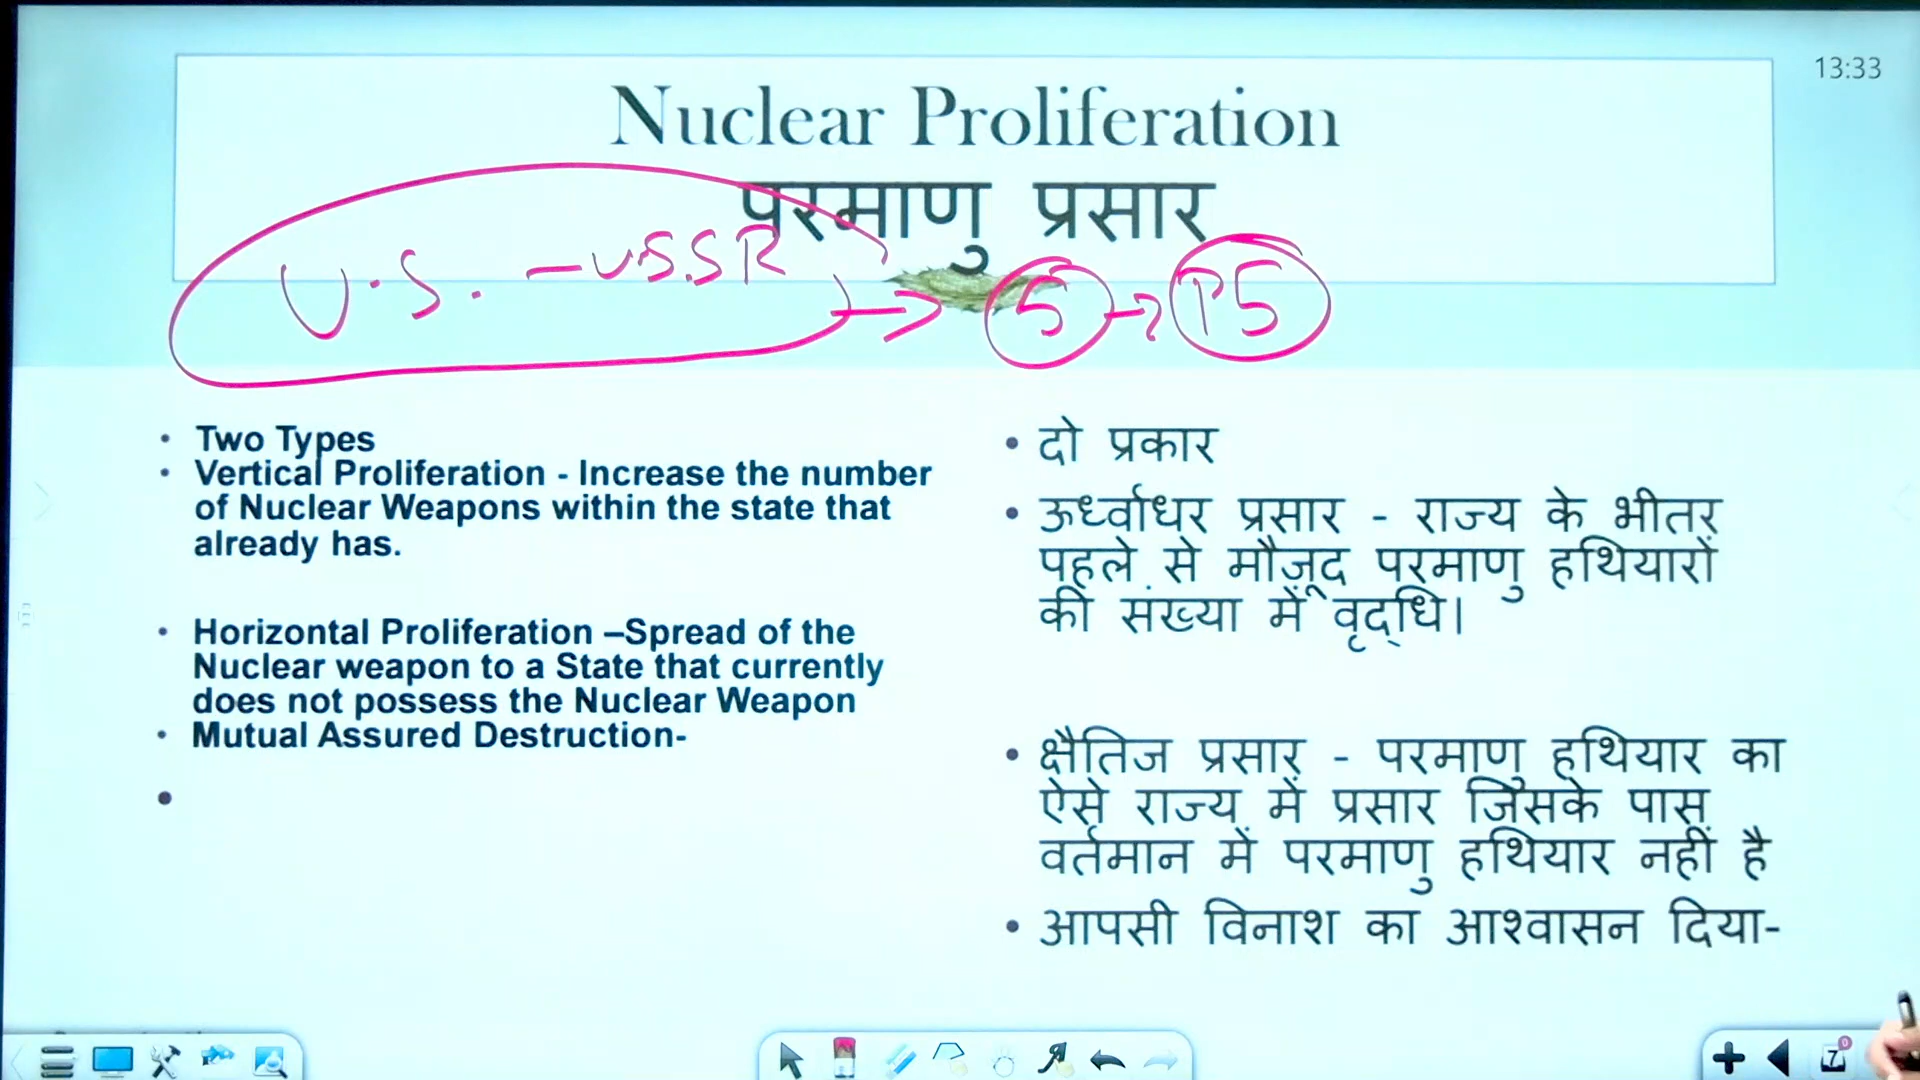 13:33
Nuclear Proliferation
परमाणु प्रसार
U.S. - U.S.S.R → 5 → P5
• Two Types
• Vertical Proliferation - Increase the number
of Nuclear Weapons within the state that
already has.
• Horizontal Proliferation –Spread of the
Nuclear weapon to a State that currently
does not possess the Nuclear Weapon
• Mutual Assured Destruction-
•
• दो प्रकार
• ऊर्ध्वाधर प्रसार - राज्य के भीतर
पहले से मौजूद परमाणु हथियारों
की संख्या में वृद्धि।
• क्षैतिज प्रसार - परमाणु हथियार का
ऐसे राज्य में प्रसार जिसके पास
वर्तमान में परमाणु हथियार नहीं है
• आपसी विनाश का आश्वासन दिया-